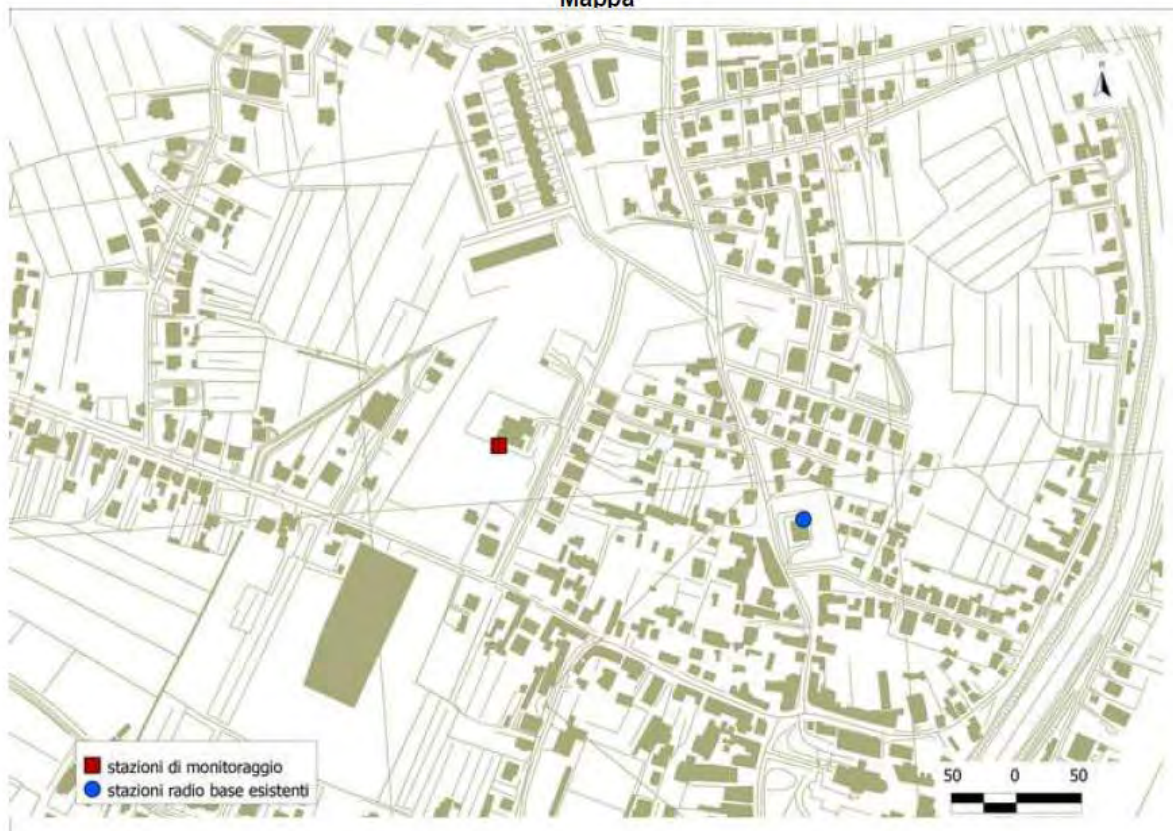 Mappa
stazioni di monitoraggio
stazioni radio base esistenti
50 0 50